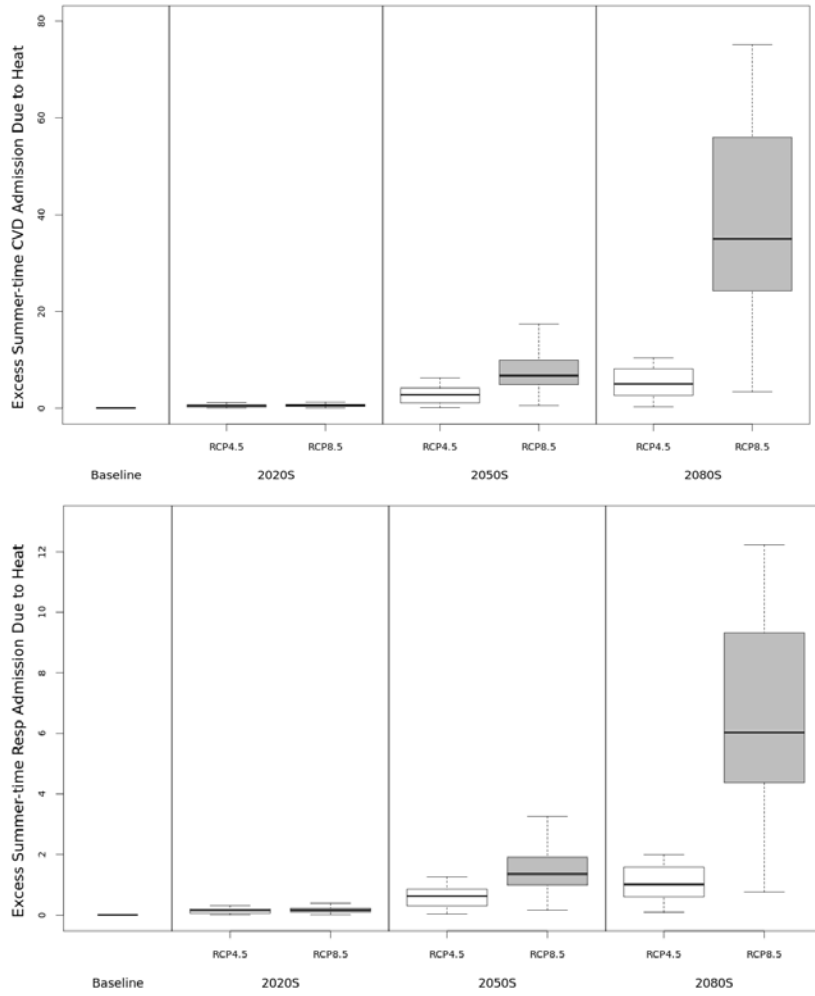 Excess Summer-time CVD Admission Due to Heat
80
60
40
20
0
RCP4.5 RCP8.5 RCP4.5 RCP8.5 RCP4.5 RCP8.5
Baseline 2020S 2050S 2080S
Excess Summer-time Resp Admission Due to Heat
12
10
8
6
4
2
0
RCP4.5 RCP8.5 RCP4.5 RCP8.5 RCP4.5 RCP8.5
Baseline 2020S 2050S 2080S